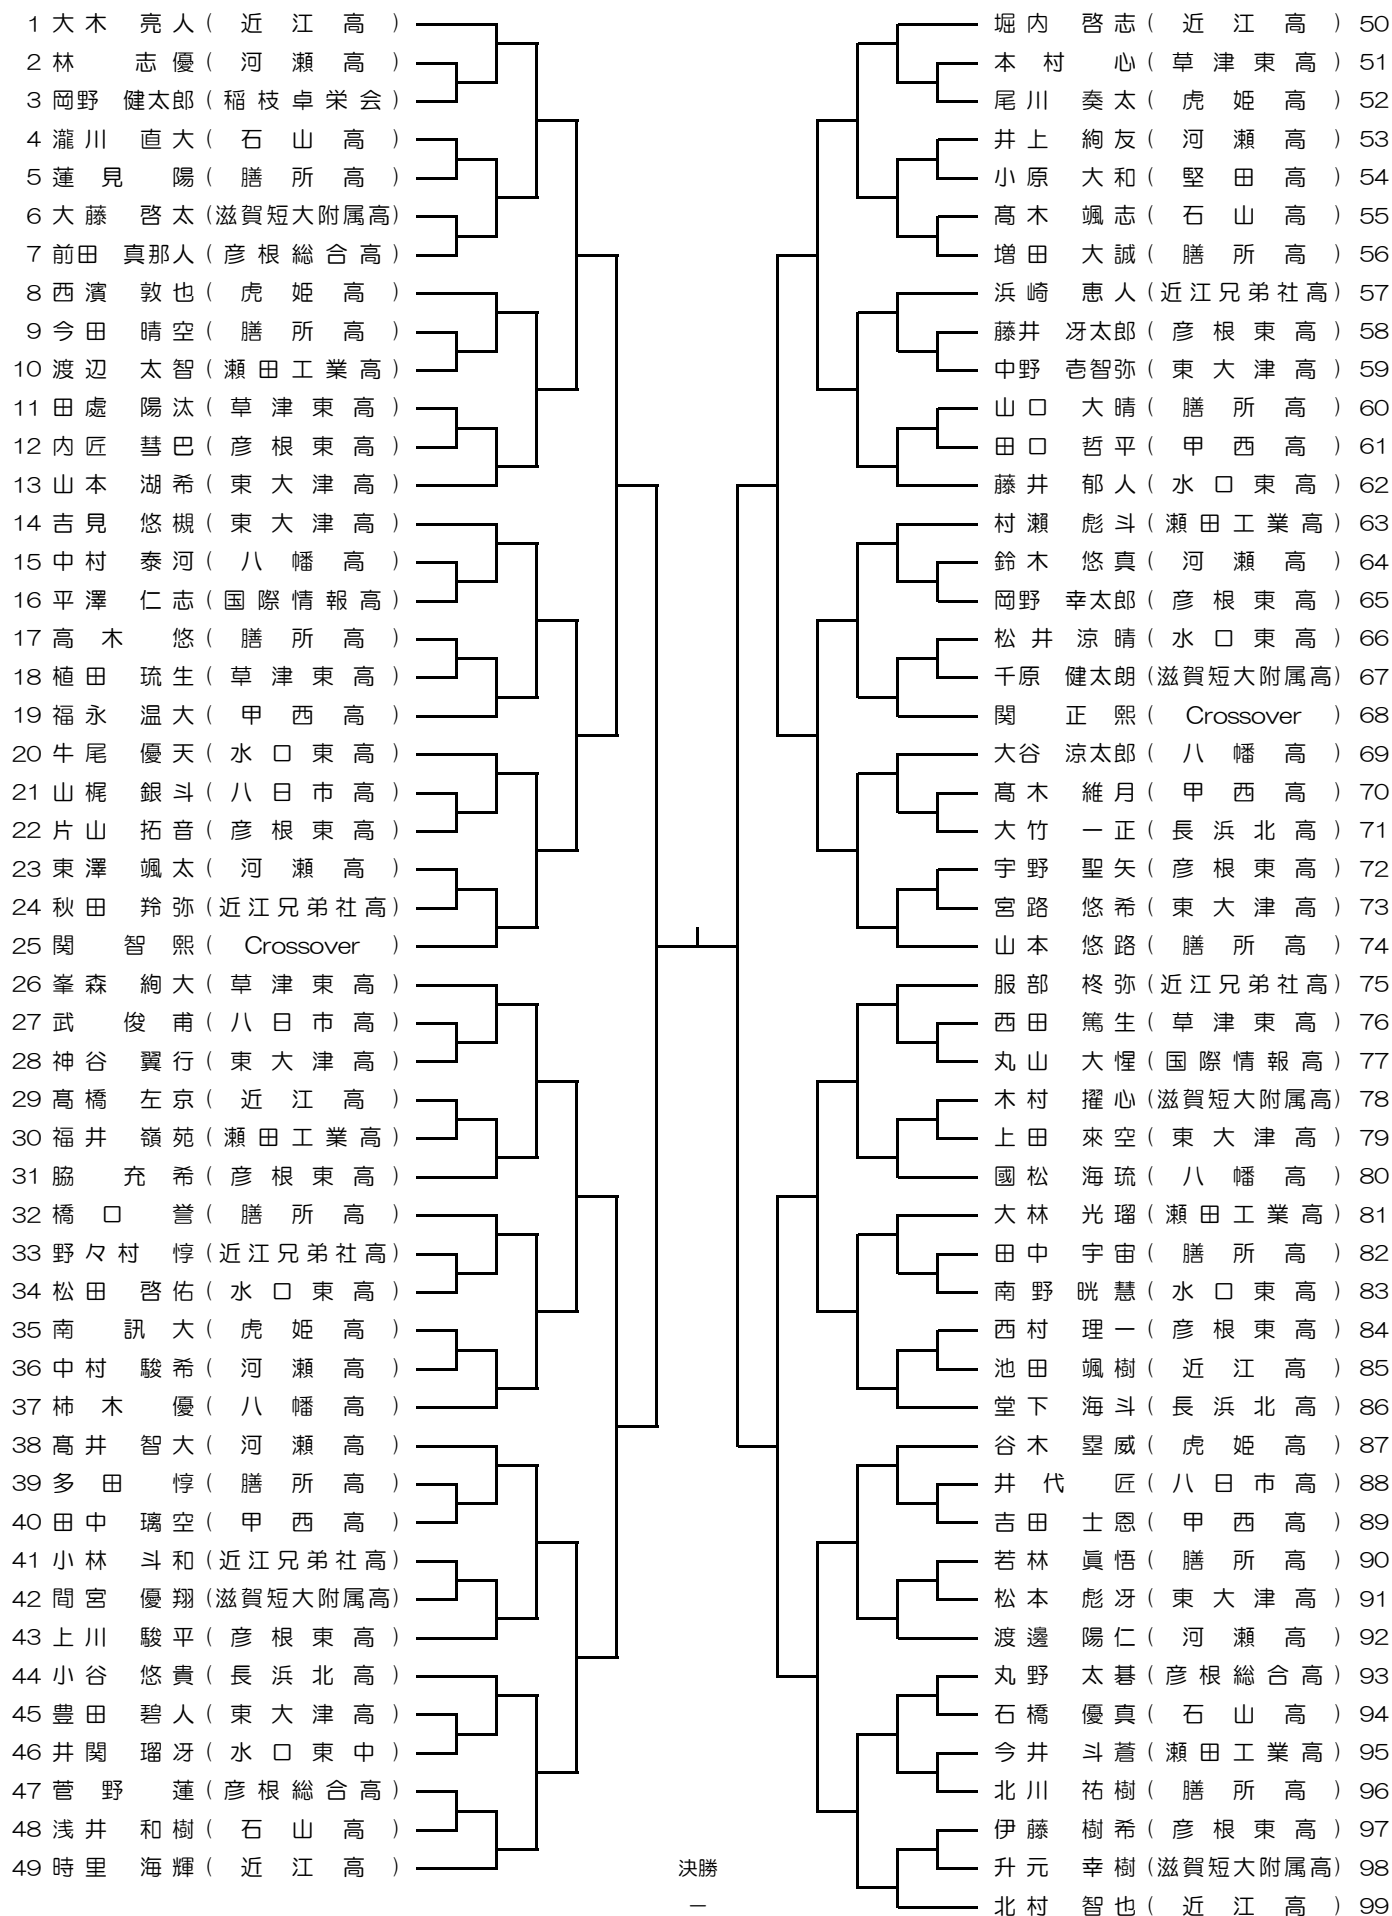 1 大木 亮人 ( 近江高 )
2 林 志優 ( 河瀬高 )
3 岡野 健太郎 ( 稲枝卓栄会 )
4 瀧川 直大 ( 石山高 )
5 蓮見 陽 ( 膳所高 )
6 大藤 啓太 (滋賀短大附属高)
7 前田 真那人 ( 彦根総合高 )
8 西濱 敦也 ( 虎姫高 )
9 今田 晴空 ( 膳所高 )
10 渡辺 太智 ( 瀬田工業高 )
11 田處 陽汰 ( 草津東高 )
12 内匠 彗巴 ( 彦根東高 )
13 山本 湖希 ( 東大津高 )
14 吉見 悠槻 ( 東大津高 )
15 中村 泰河 ( 八幡高 )
16 平澤 仁志 ( 国際情報高 )
17 高木 悠 ( 膳所高 )
18 植田 琉生 ( 草津東高 )
19 福永 温大 ( 甲西高 )
20 牛尾 優天 ( 水口東高 )
21 山梶 銀斗 ( 八日市高 )
22 片山 拓音 ( 彦根東高 )
23 東澤 颯太 ( 河瀬高 )
24 秋田 羚弥 ( 近江兄弟社高 )
25 関 智熙 ( Crossover )
26 峯森 絢大 ( 草津東高 )
27 武 俊甫 ( 八日市高 )
28 神谷 翼行 ( 東大津高 )
29 髙橋 左京 ( 近江高 )
30 福井 嶺苑 ( 瀬田工業高 )
31 脇 充希 ( 彦根東高 )
32 橋口 誉 ( 膳所高 )
33 野々村 惇 ( 近江兄弟社高 )
34 松田 啓佑 ( 水口東高 )
35 南 訊大 ( 虎姫高 )
36 中村 駿希 ( 河瀬高 )
37 柿木 優 ( 八幡高 )
38 髙井 智大 ( 河瀬高 )
39 多田 惇 ( 膳所高 )
40 田中 璃空 ( 甲西高 )
41 小林 斗和 ( 近江兄弟社高 )
42 間宮 優翔 (滋賀短大附属高)
43 上川 駿平 ( 彦根東高 )
44 小谷 悠貴 ( 長浜北高 )
45 豊田 碧人 ( 東大津高 )
46 井関 瑠冴 ( 水口東中 )
47 菅野 蓮 ( 彦根総合高 )
48 浅井 和樹 ( 石山高 )
49 時里 海輝 ( 近江高 )
決勝
－
堀内 啓志 ( 近江高 ) 50
本村 心 ( 草津東高 ) 51
尾川 奏太 ( 虎姫高 ) 52
井上 絢友 ( 河瀬高 ) 53
小原 大和 ( 堅田高 ) 54
髙木 颯志 ( 石山高 ) 55
増田 大誠 ( 膳所高 ) 56
浜崎 恵人 ( 近江兄弟社高 ) 57
藤井 冴太郎 ( 彦根東高 ) 58
中野 壱智弥 ( 東大津高 ) 59
山口 大晴 ( 膳所高 ) 60
田口 哲平 ( 甲西高 ) 61
藤井 郁人 ( 水口東高 ) 62
村瀬 彪斗 ( 瀬田工業高 ) 63
鈴木 悠真 ( 河瀬高 ) 64
岡野 幸太郎 ( 彦根東高 ) 65
松井 涼晴 ( 水口東高 ) 66
千原 健太朗 (滋賀短大附属高) 67
関 正熙 ( Crossover ) 68
大谷 涼太郎 ( 八幡高 ) 69
髙木 維月 ( 甲西高 ) 70
大竹 一正 ( 長浜北高 ) 71
宇野 聖矢 ( 彦根東高 ) 72
宮路 悠希 ( 東大津高 ) 73
山本 悠路 ( 膳所高 ) 74
服部 柊弥 ( 近江兄弟社高 ) 75
西田 篤生 ( 草津東高 ) 76
丸山 大惺 ( 国際情報高 ) 77
木村 擢心 (滋賀短大附属高) 78
上田 來空 ( 東大津高 ) 79
國松 海琉 ( 八幡高 ) 80
大林 光瑠 ( 瀬田工業高 ) 81
田中 宇宙 ( 膳所高 ) 82
南野 晄慧 ( 水口東高 ) 83
西村 理一 ( 彦根東高 ) 84
池田 颯樹 ( 近江高 ) 85
堂下 海斗 ( 長浜北高 ) 86
谷木 塁威 ( 虎姫高 ) 87
井代 匠 ( 八日市高 ) 88
吉田 士恩 ( 甲西高 ) 89
若林 眞悟 ( 膳所高 ) 90
松本 彪冴 ( 東大津高 ) 91
渡邊 陽仁 ( 河瀬高 ) 92
丸野 太碁 ( 彦根総合高 ) 93
石橋 優真 ( 石山高 ) 94
今井 斗蒼 ( 瀬田工業高 ) 95
北川 祐樹 ( 膳所高 ) 96
伊藤 樹希 ( 彦根東高 ) 97
升元 幸樹 (滋賀短大附属高) 98
北村 智也 ( 近江高 ) 99